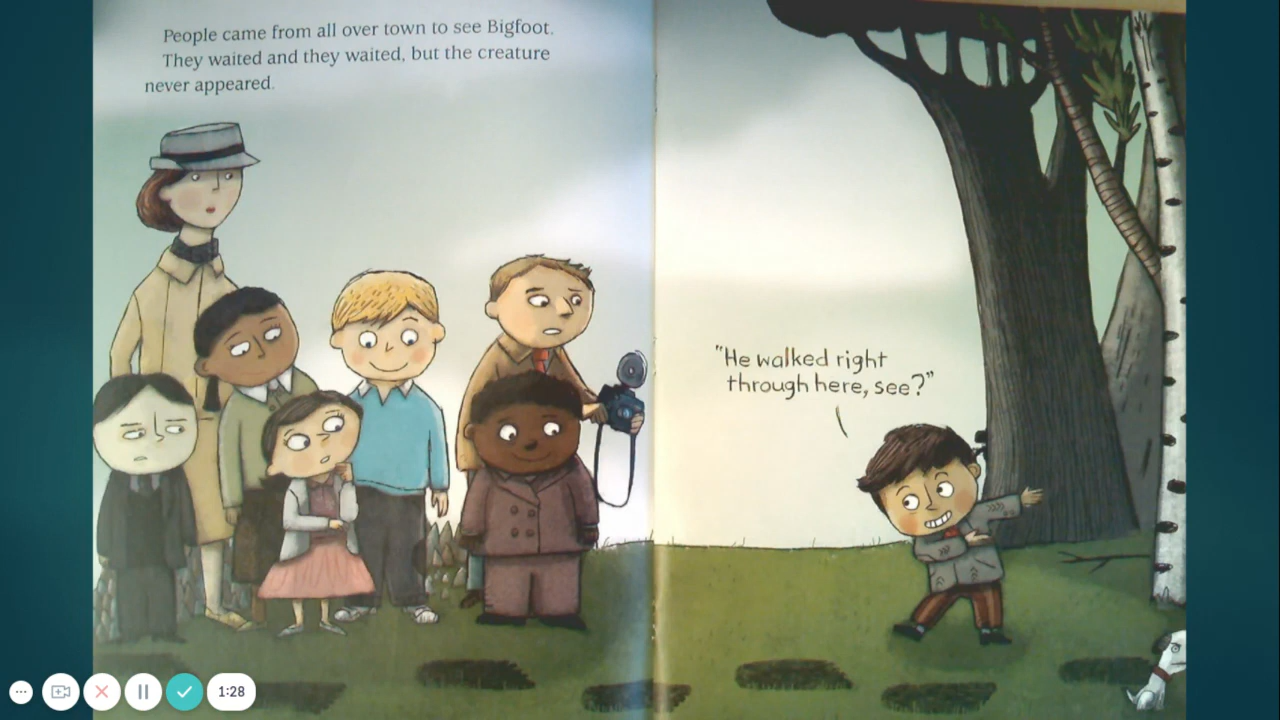 People came from all over town to see Bigfoot.
They waited and they waited, but the creature
never appeared.
"He walked right
through here, see?"
1:28